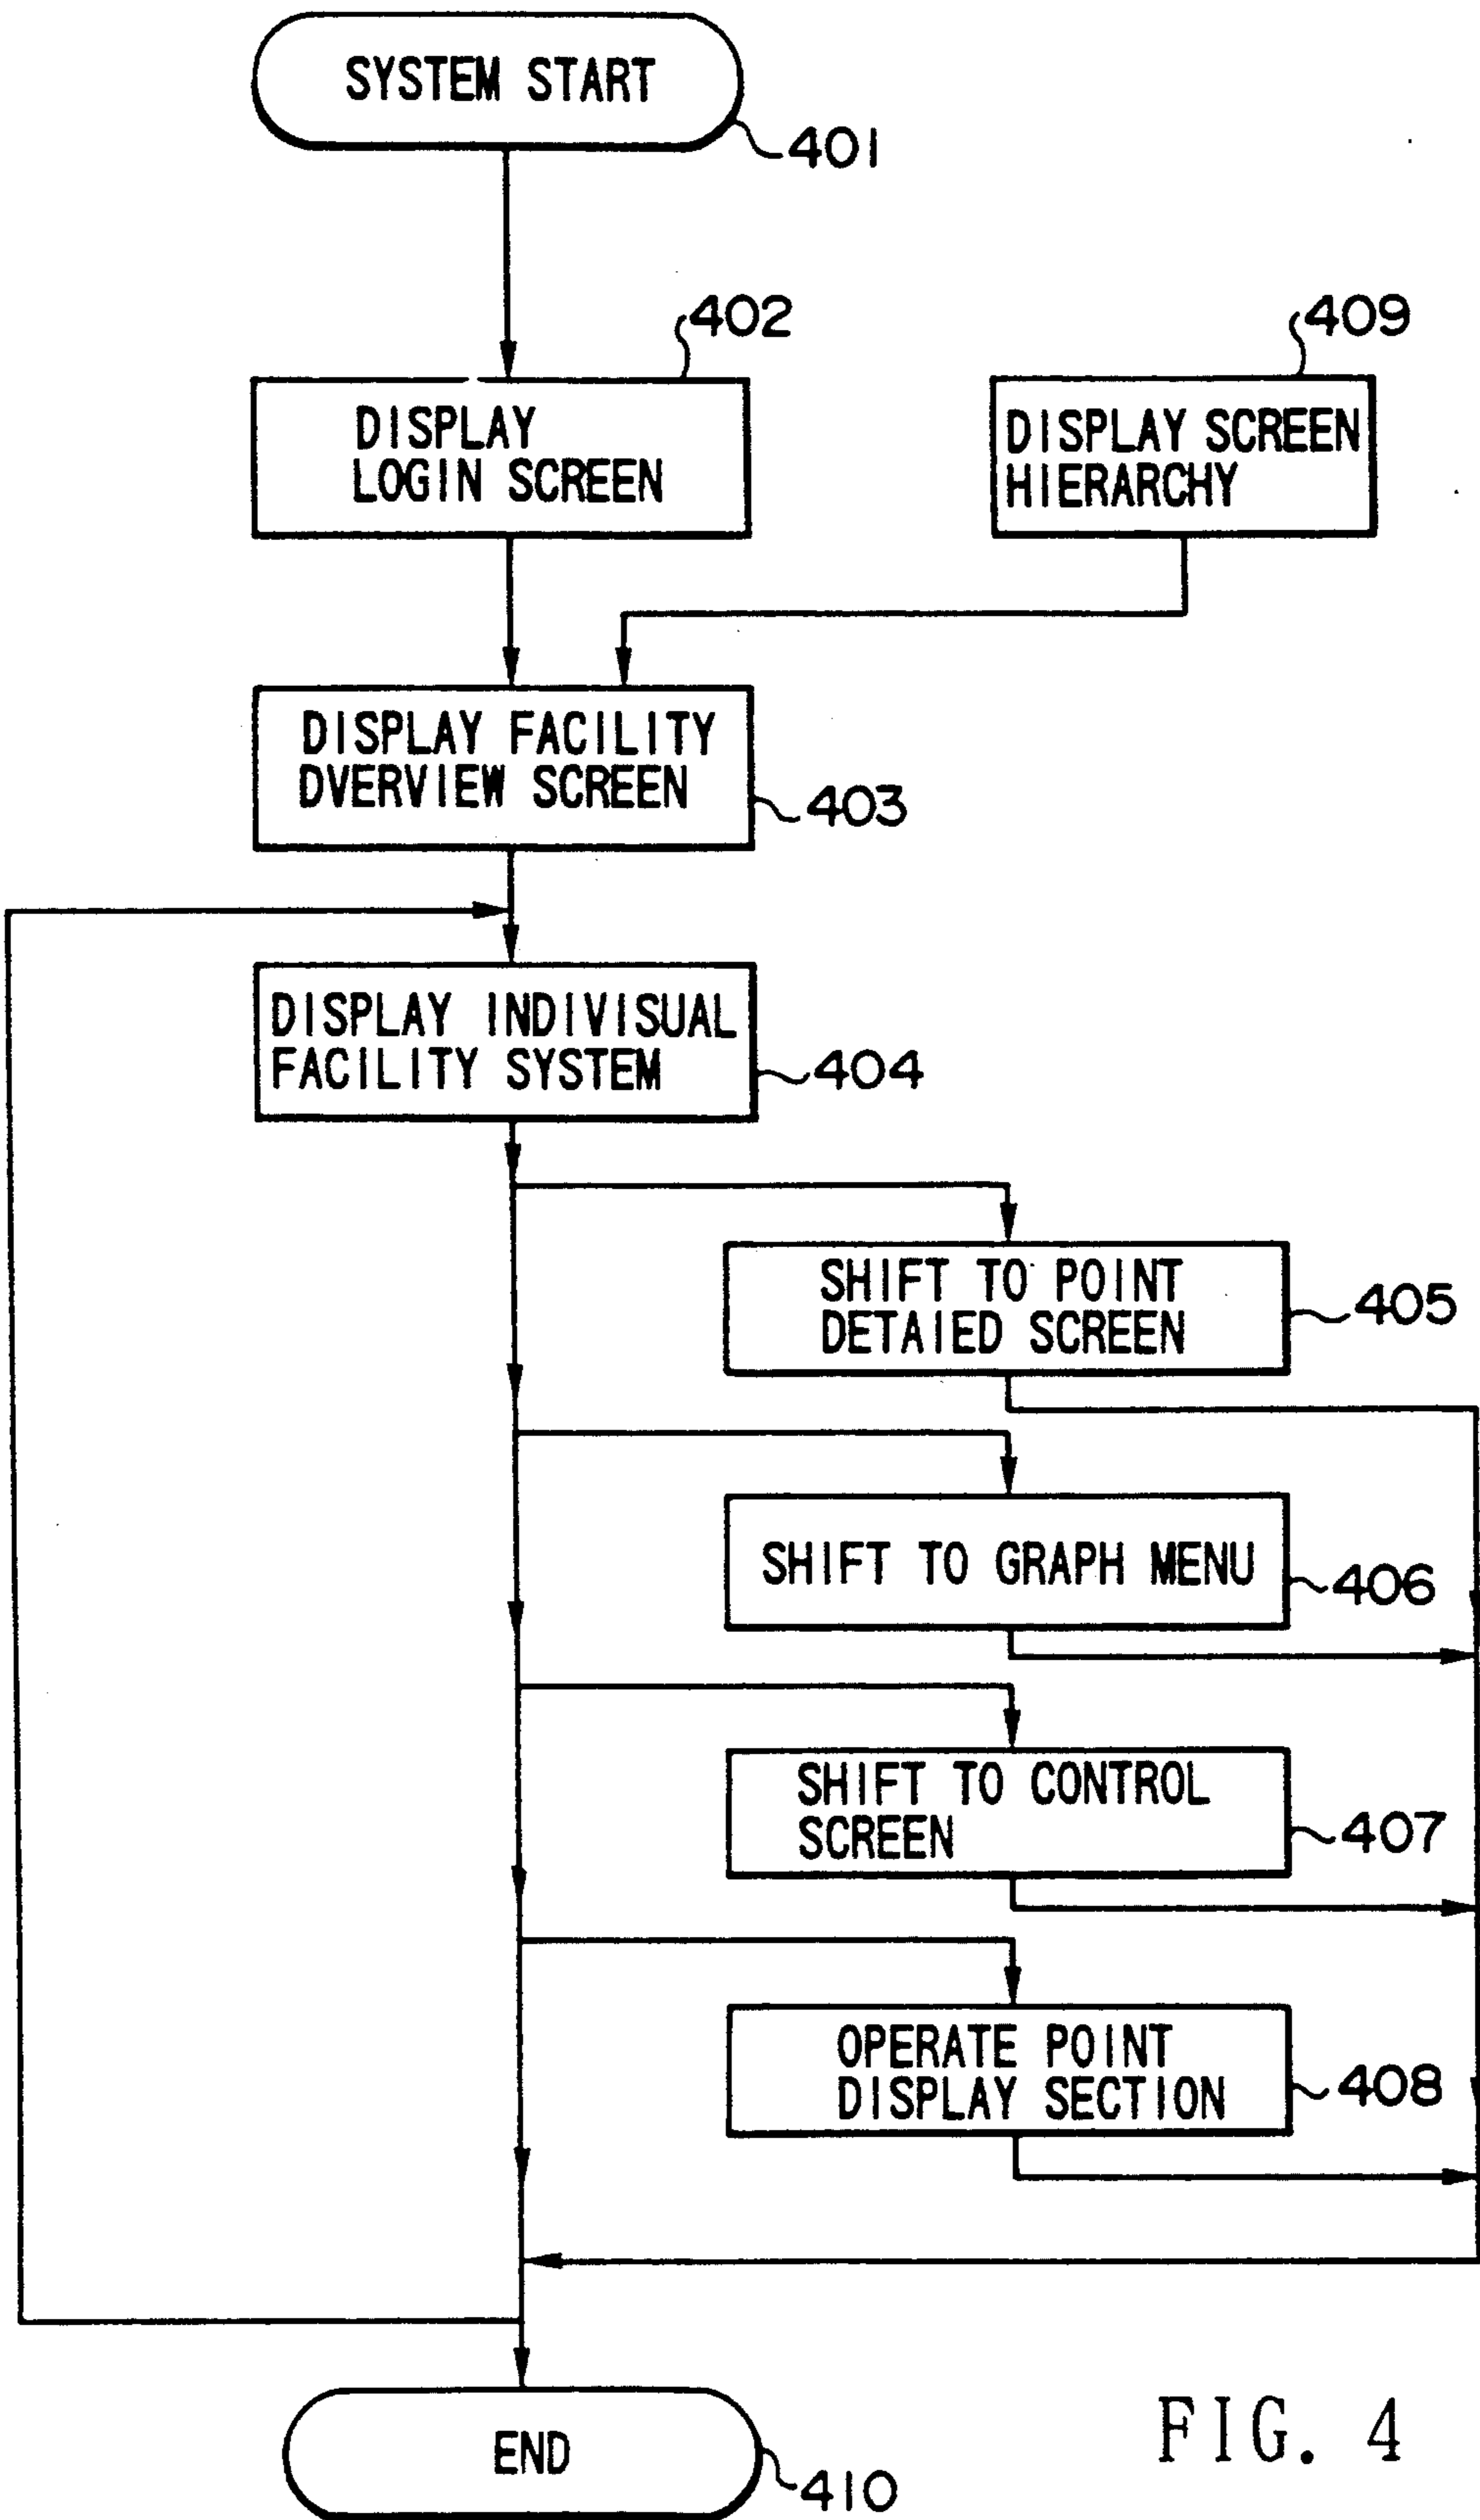 SYSTEM START
401
402
409
DISPLAY
LOGIN SCREEN
DISPLAY SCREEN
HIERARCHY
DISPLAY FACILITY
DVERVIEW SCREEN
403
DISPLAY INDIVISUAL
FACILITY SYSTEM
404
SHIFT TO POINT
DETAIED SCREEN
405
SHIFT TO GRAPH MENU
406
SHIFT TO CONTROL
SCREEN
407
OPERATE POINT
DISPLAY SECTION
408
END
410
FIG. 4